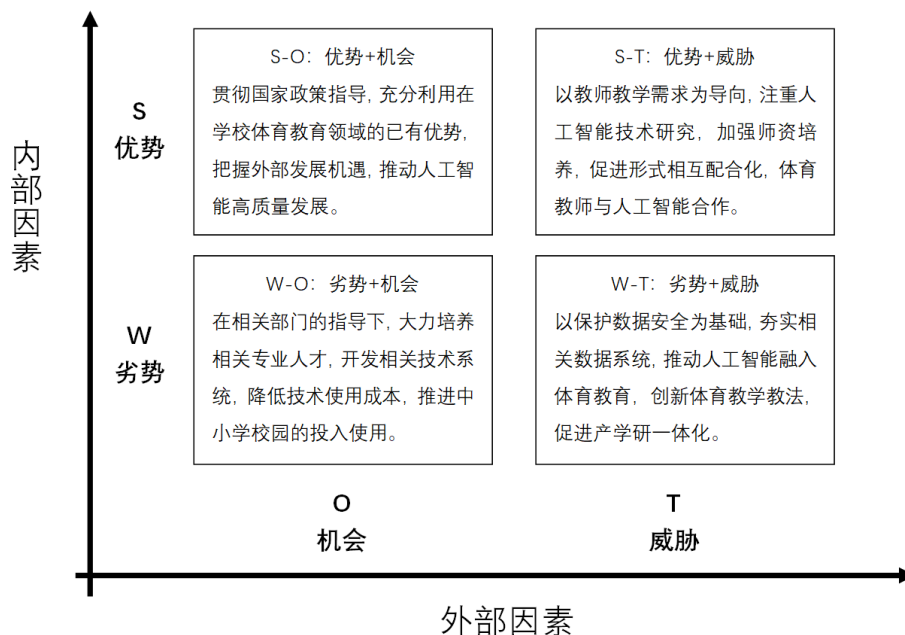 内部因素
S
优势
S-O：优势+机会
贯彻国家政策指导，充分利用在
学校体育教育领域的已有优势，
把握外部发展机遇，推动人工智
能高质量发展。
S-T：优势+威胁
以教师教学需求为导向，注重人
工智能技术研究，加强师资培
养，促进形式相互配合化，体育
教师与人工智能合作。
W
劣势
W-O：劣势+机会
在相关部门的指导下，大力培养
相关专业人才，开发相关技术系
统，降低技术使用成本，推进中
小学校园的投入使用。
W-T：劣势+威胁
以保护数据安全为基础，夯实相
关数据系统，推动人工智能融入
体育教育，创新体育教学教法，
促进产学研一体化。
O
机会
T
威胁
外部因素